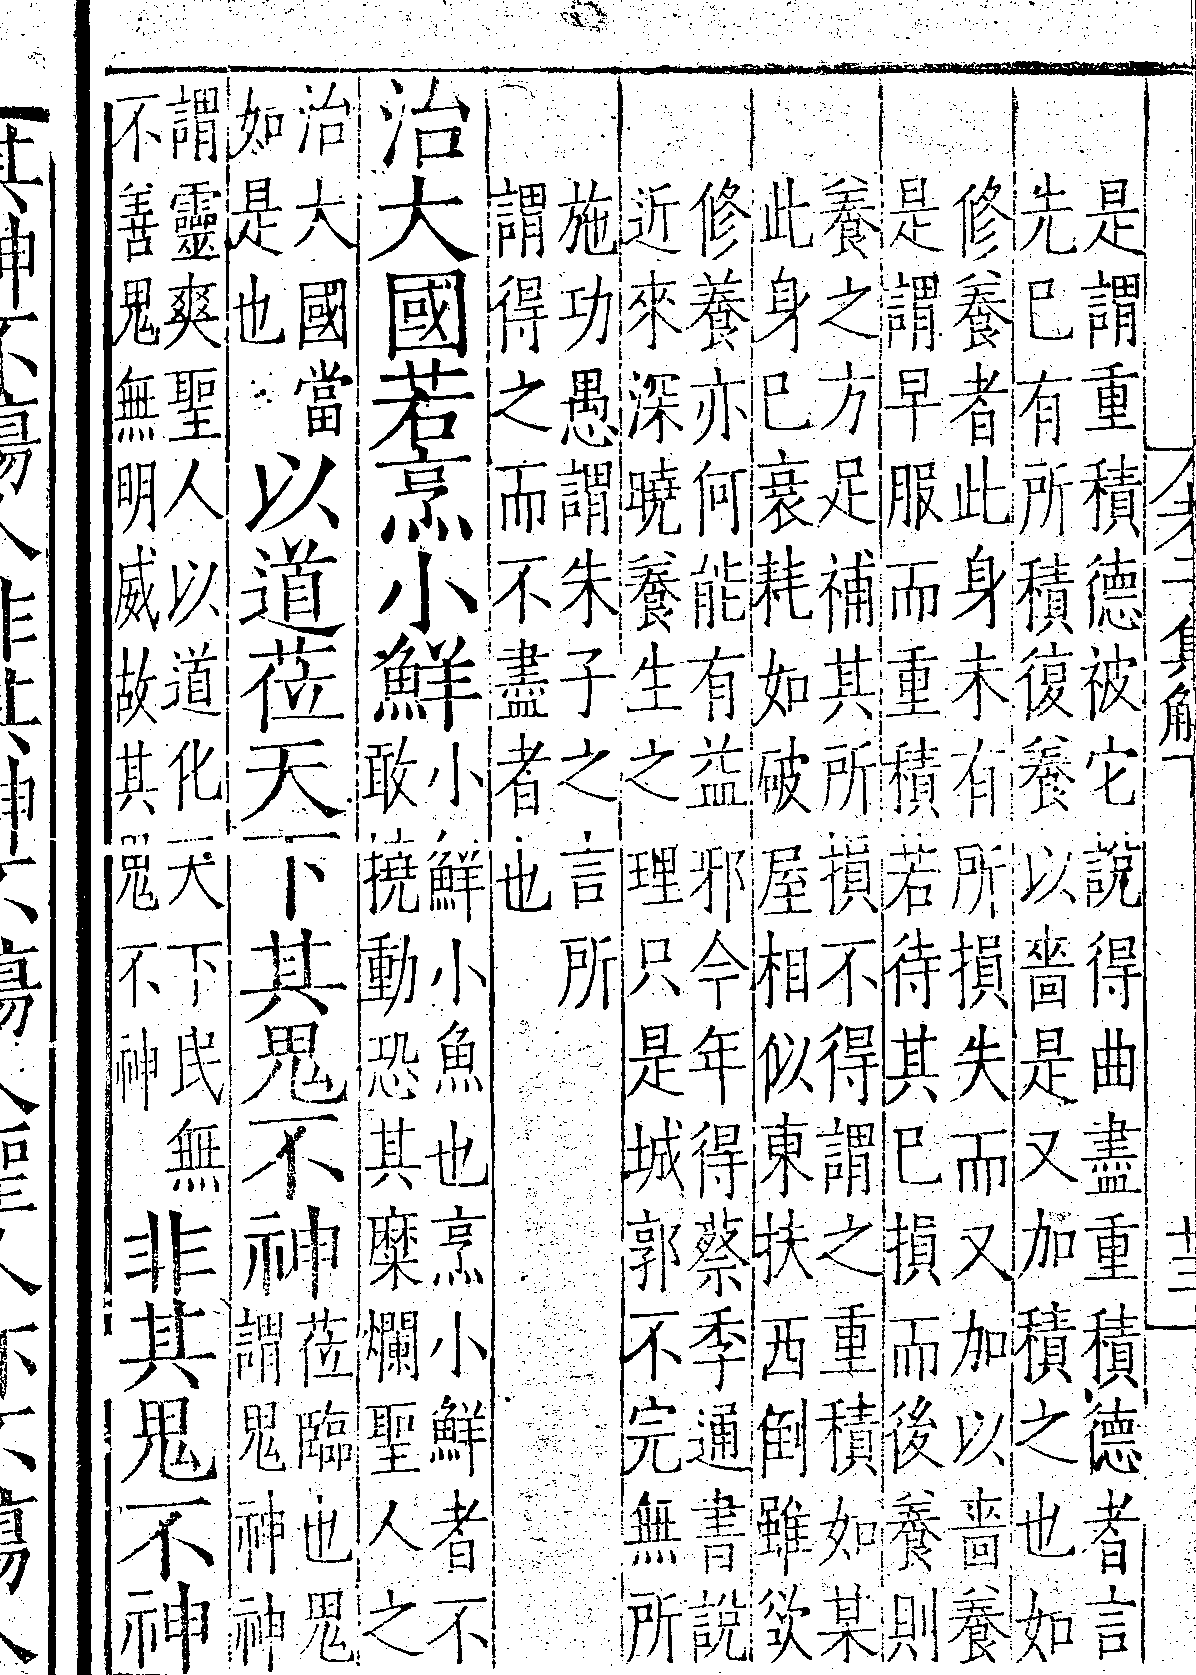 老子集解下
廿三
是謂重積德被它說得曲盡重積德者言
先已有所積復養以嗇是又加積之也如
修養者此身未有所損失而又加以嗇養
是謂早服而重積若待其已損而後養則
養之方足補其所損不得謂之重積如某
此身已衰耗如破屋相似東扶西倒雖欲
修養亦何能有益邪今年得蔡季通書說
近來深曉養生之理只是城郭不完無所
施功愚謂朱子之言所
謂得之而不盡者也
治大國若烹小鮮
小鮮小魚也烹小鮮者不
敢撓動恐其糜爛聖人之
治大國當
如是也
以道莅天下其鬼不神
莅臨也鬼
謂鬼神神
謂靈爽聖人以道化天下民無
不善鬼無明威故其鬼不神
非其鬼不神
其神不傷人非其神不傷人聖人亦不傷人